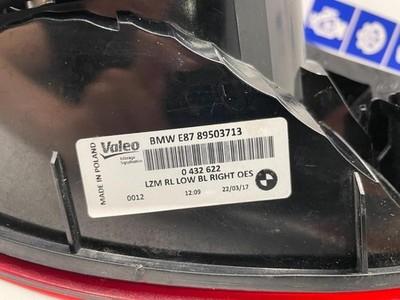 MADE IN POLAND
Valeo
BMW E87 89503713
0 432 622
LZM RL LOW BL RIGHT OES
0012 12:09 22/03/17